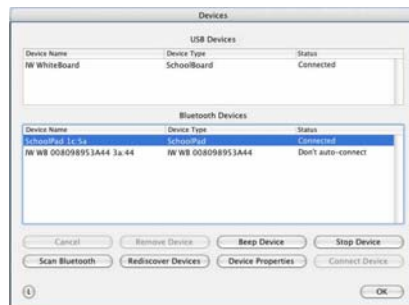 Devices
USB Devices
Device Name Device Type Status
IW WhiteBoard SchoolBoard Connected
Bluetooth Devices
Device Name Device Type Status
SchoolPad 1c:5a SchoolPad Connected
IW WB 008098953A44 3a:44 IW WB 008098953A44 Don't auto-connect
Cancel Remove Device Beep Device Stop Device
Scan Bluetooth Rediscover Devices Device Properties Connect Device
OK